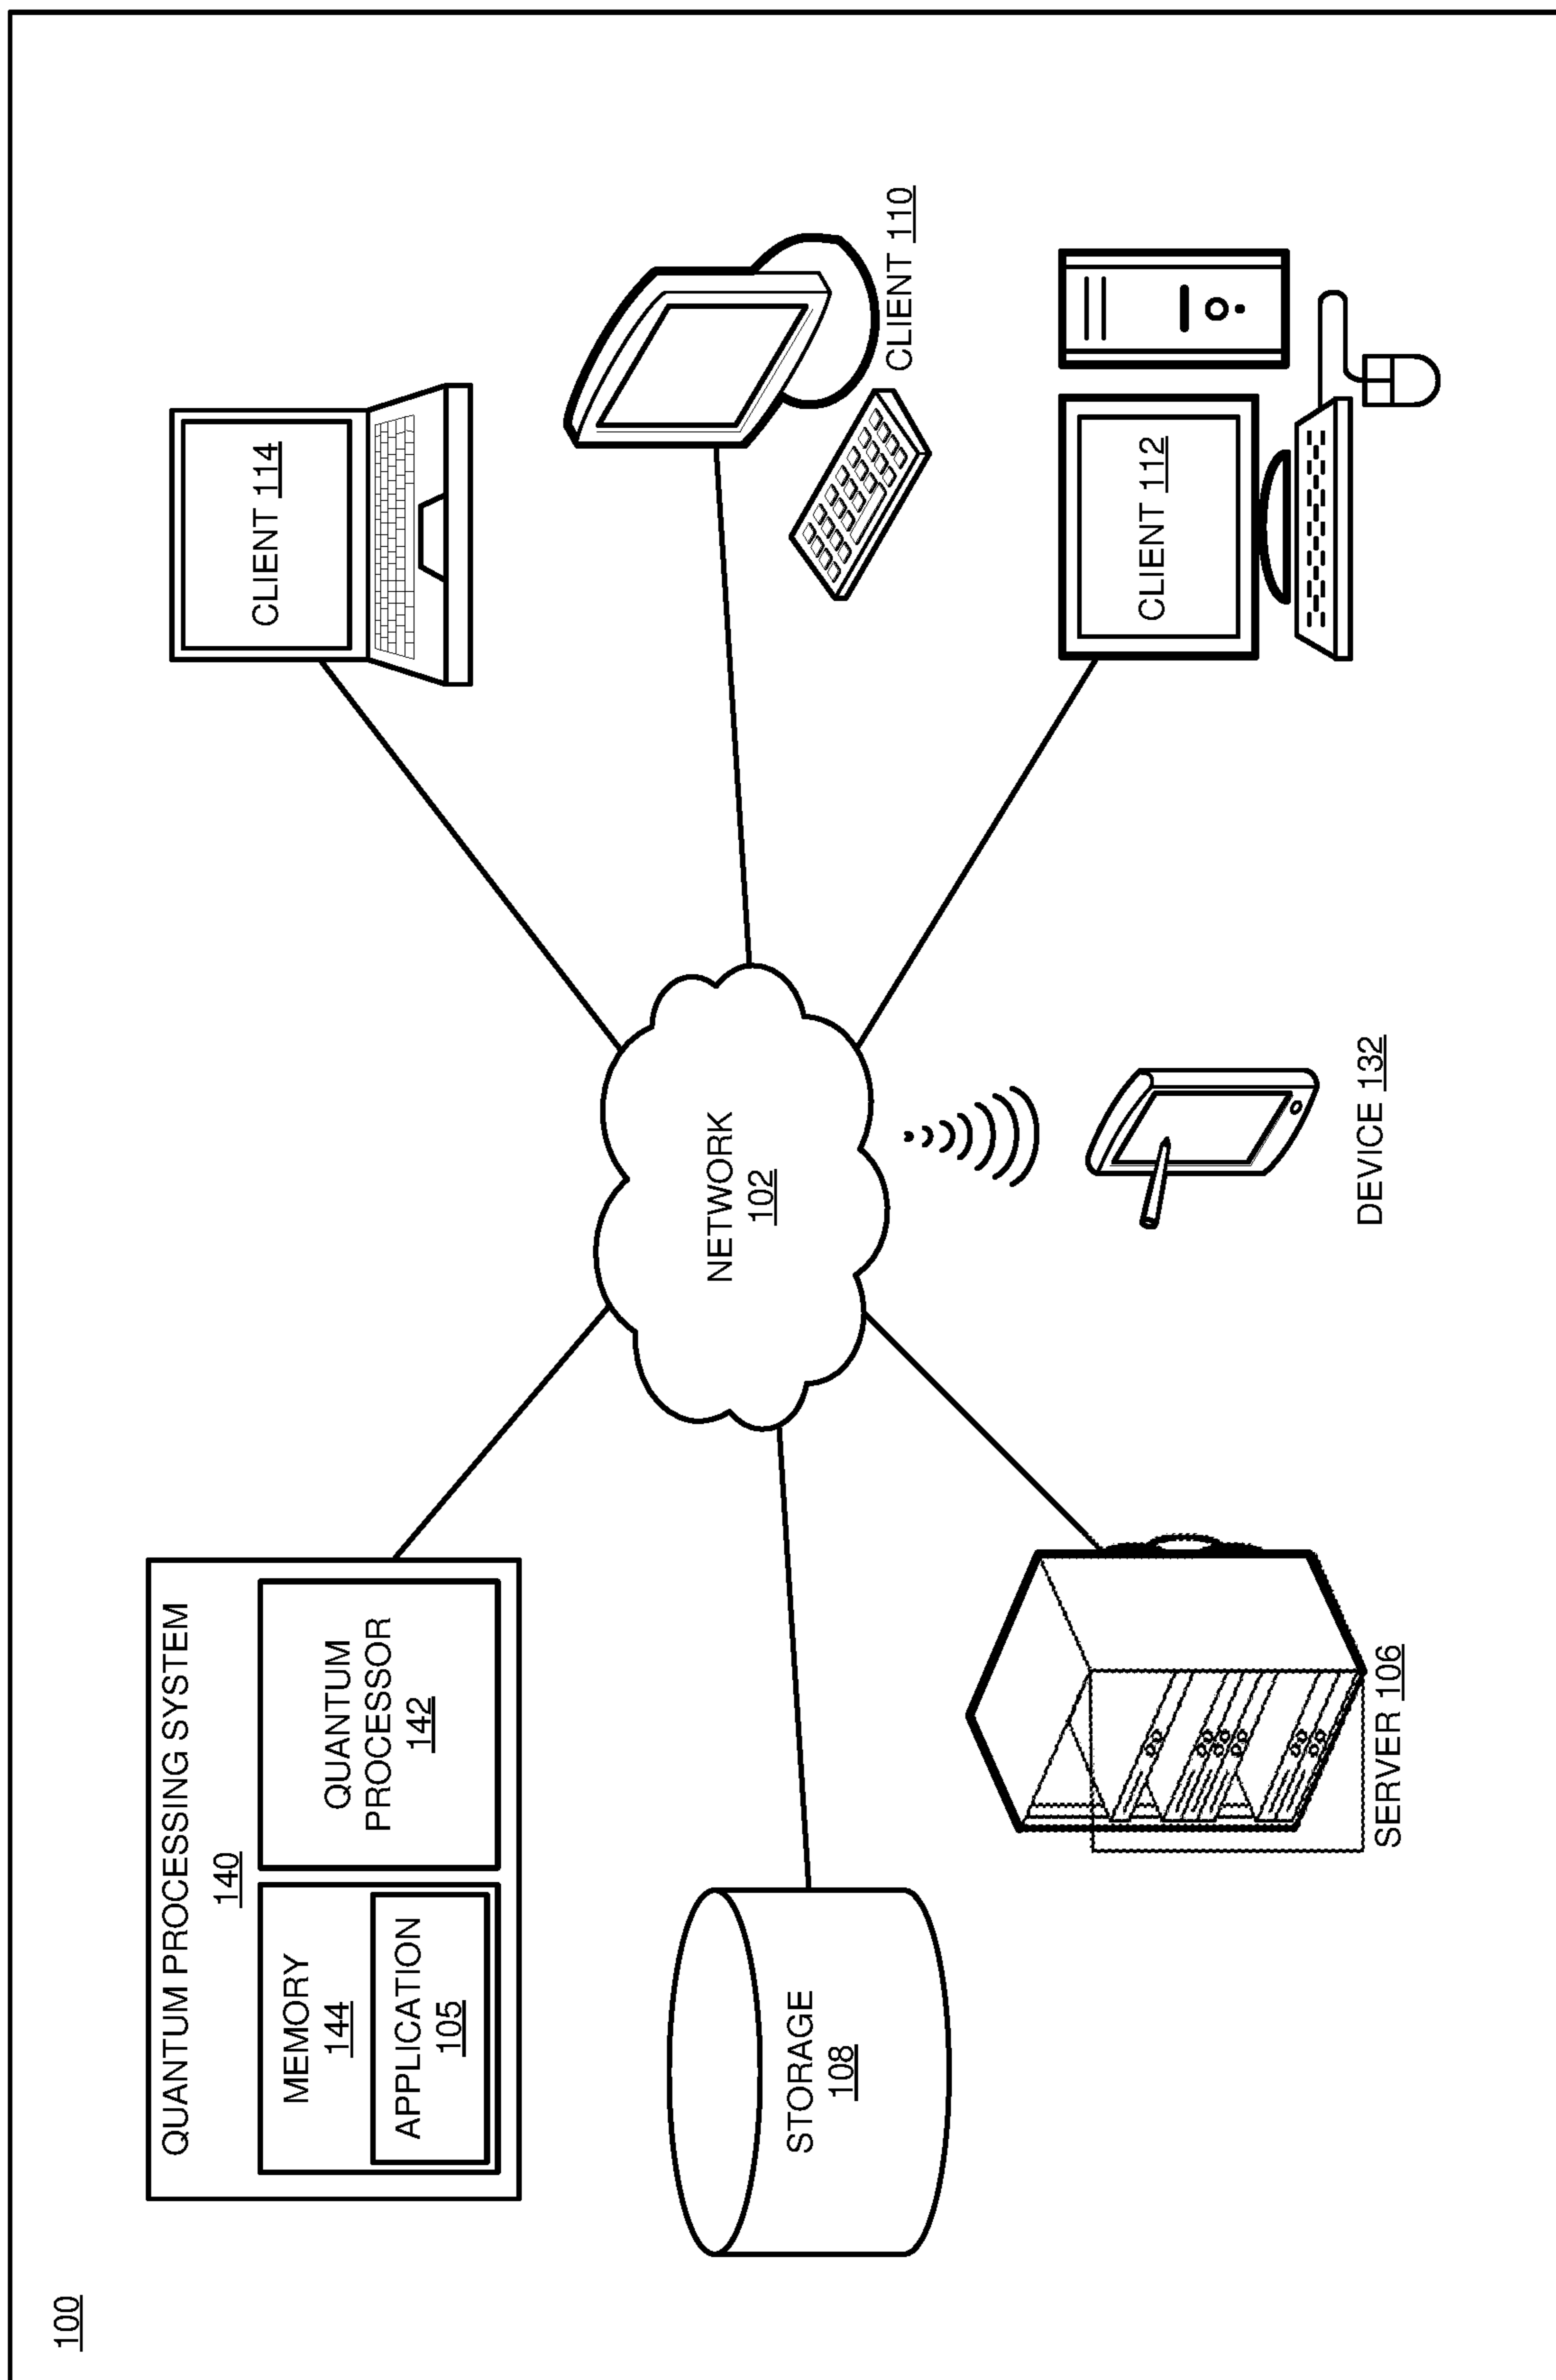 100
QUANTUM PROCESSING SYSTEM
140
MEMORY
144
APPLICATION
105
QUANTUM
PROCESSOR
142
CLIENT 114
STORAGE
108
NETWORK
102
CLIENT 110
SERVER 106
DEVICE 132
CLIENT 112